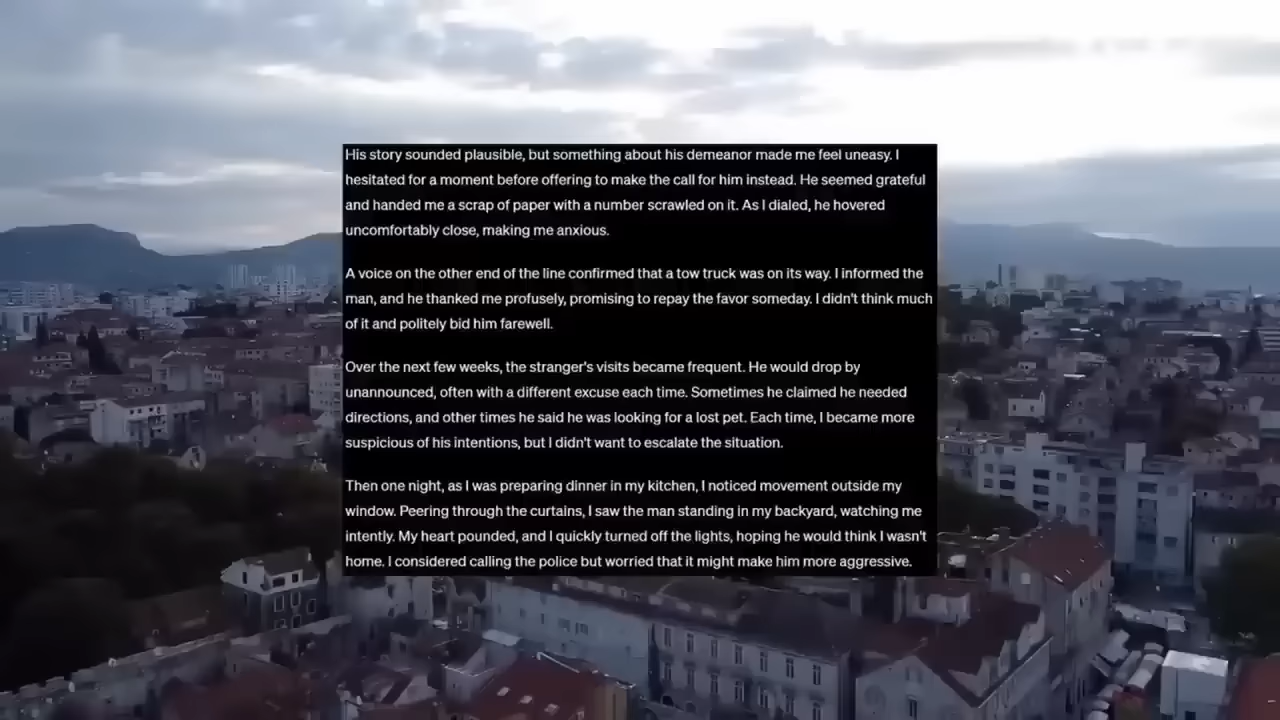 His story sounded plausible, but something about his demeanor made me feel uneasy. I
hesitated for a moment before offering to make the call for him instead. He seemed grateful
and handed me a scrap of paper with a number scrawled on it. As I dialed, he hovered
uncomfortably close, making me anxious.
A voice on the other end of the line confirmed that a tow truck was on its way. I informed the
man, and he thanked me profusely, promising to repay the favor someday. I didn't think much
of it and politely bid him farewell.
Over the next few weeks, the stranger's visits became frequent. He would drop by
unannounced, often with a different excuse each time. Sometimes he claimed he needed
directions, and other times he said he was looking for a lost pet. Each time, I became more
suspicious of his intentions, but I didn't want to escalate the situation.
Then one night, as I was preparing dinner in my kitchen, I noticed movement outside my
window. Peering through the curtains, I saw the man standing in my backyard, watching me
intently. My heart pounded, and I quickly turned off the lights, hoping he would think I wasn't
home. I considered calling the police but worried that it might make him more aggressive.